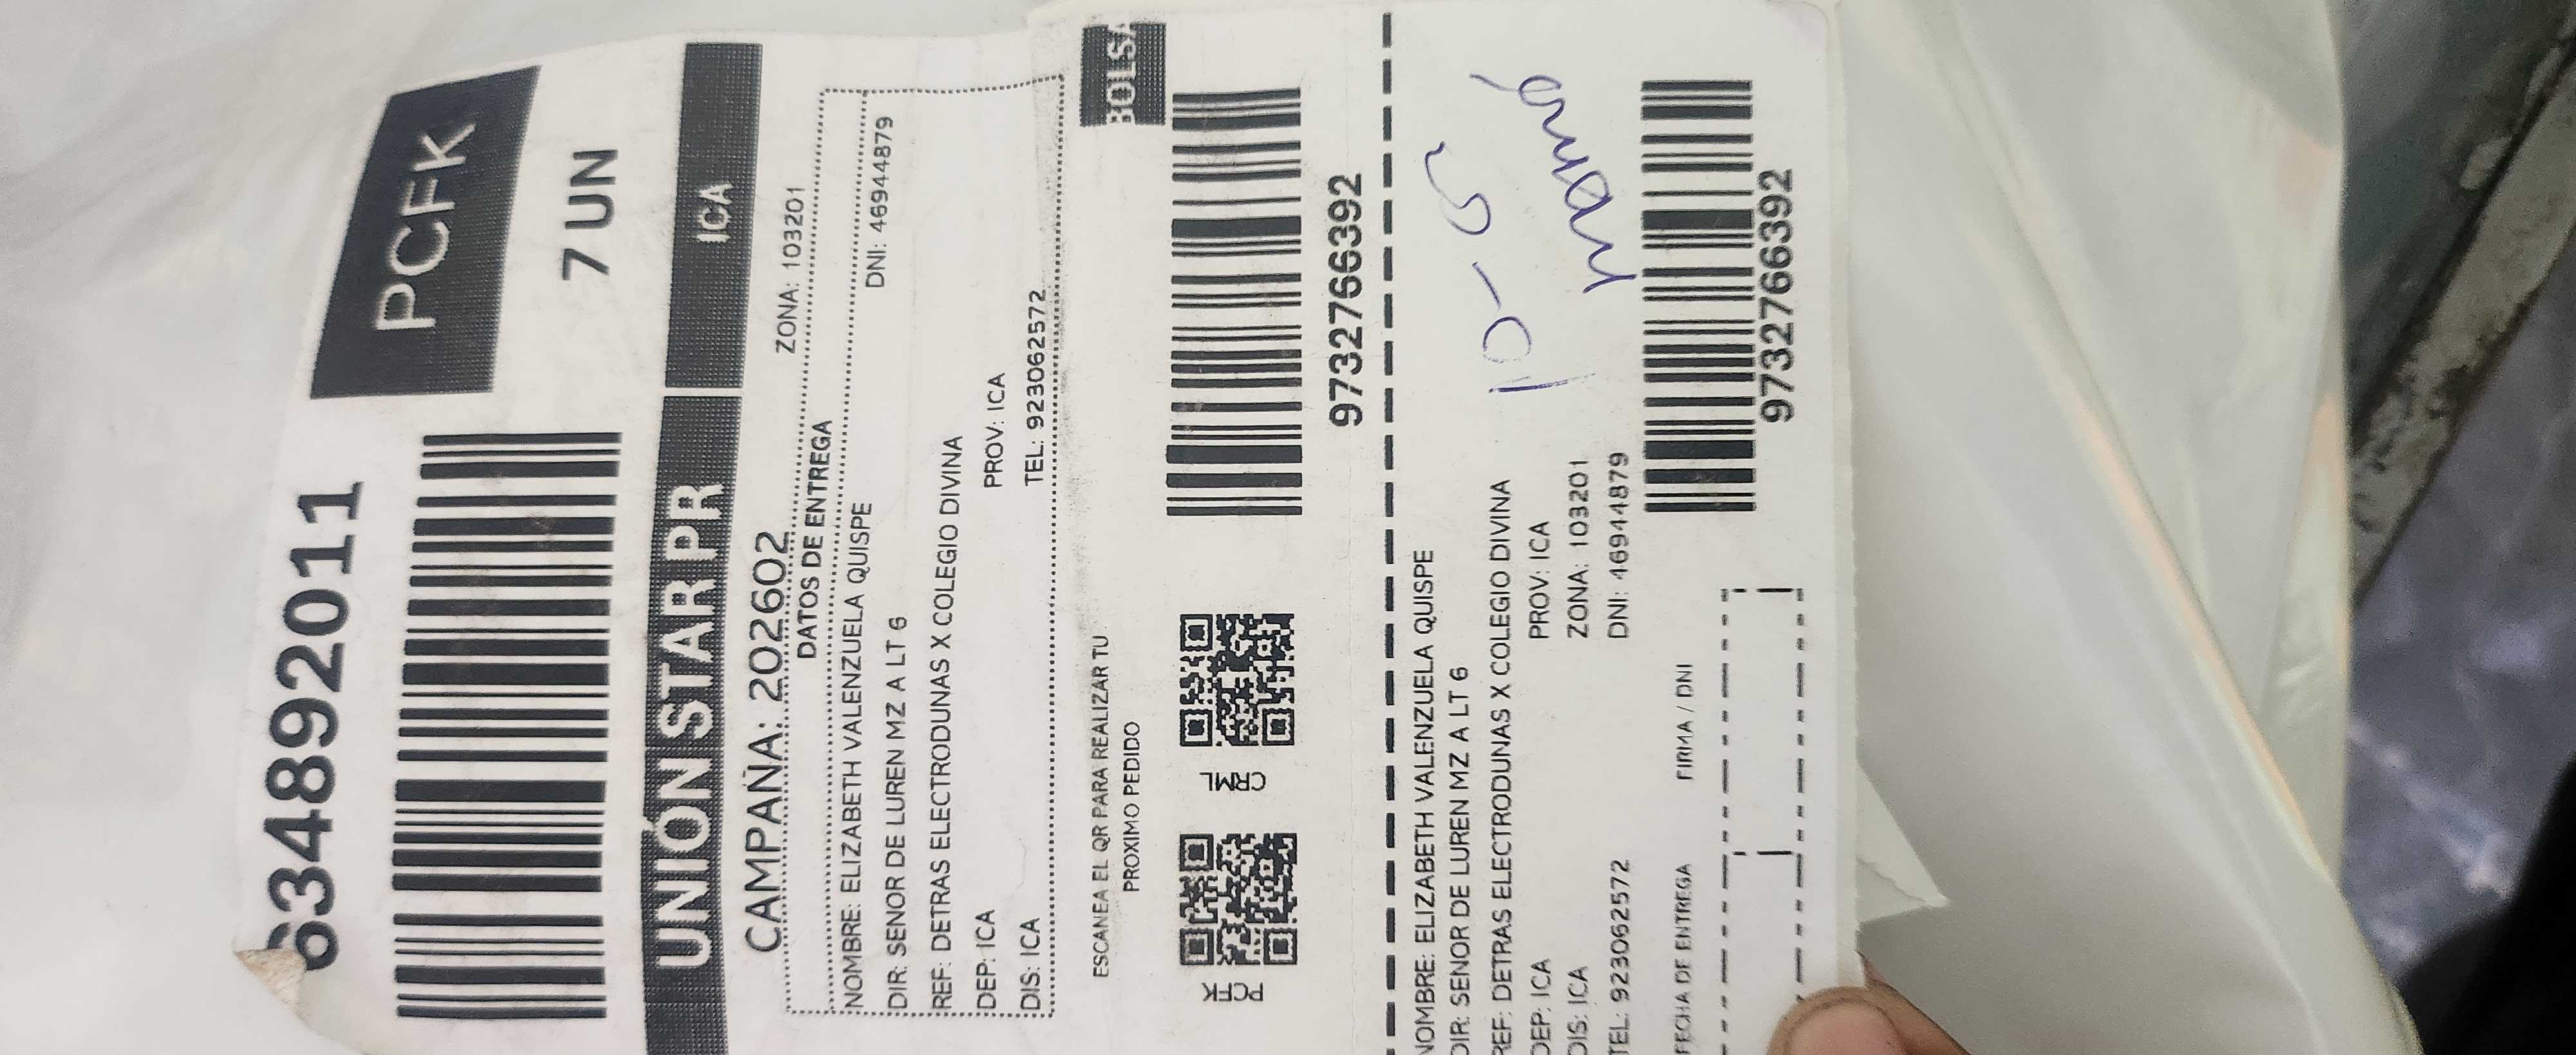 634892011
PCFK
7 UN
UNIÓN STAR PR
ICA
CAMPAÑA: 202602
ZONA: 103201
DATOS DE ENTREGA
NOMBRE: ELIZABETH VALENZUELA QUISPE
DIR: SENOR DE LUREN MZ A LT 6
DNI: 46944879
REF: DETRAS ELECTRODUNAS X COLEGIO DIVINA
DEP: ICA
PROV: ICA
DIS: ICA
TEL: 923062572
BOLSA
ESCANEA EL QR PARA REALIZAR TU
PROXIMO PEDIDO
PCFK
CRML
9732766392
NOMBRE: ELIZABETH VALENZUELA QUISPE
DIR: SENOR DE LUREN MZ A LT 6
REF: DETRAS ELECTRODUNAS X COLEGIO DIVINA
DEP: ICA
PROV: ICA
DIS: ICA
ZONA: 103201
TEL: 923062572
DNI: 46944879
mamá
FECHA DE ENTREGA
FIRMA / DNI
9732766392